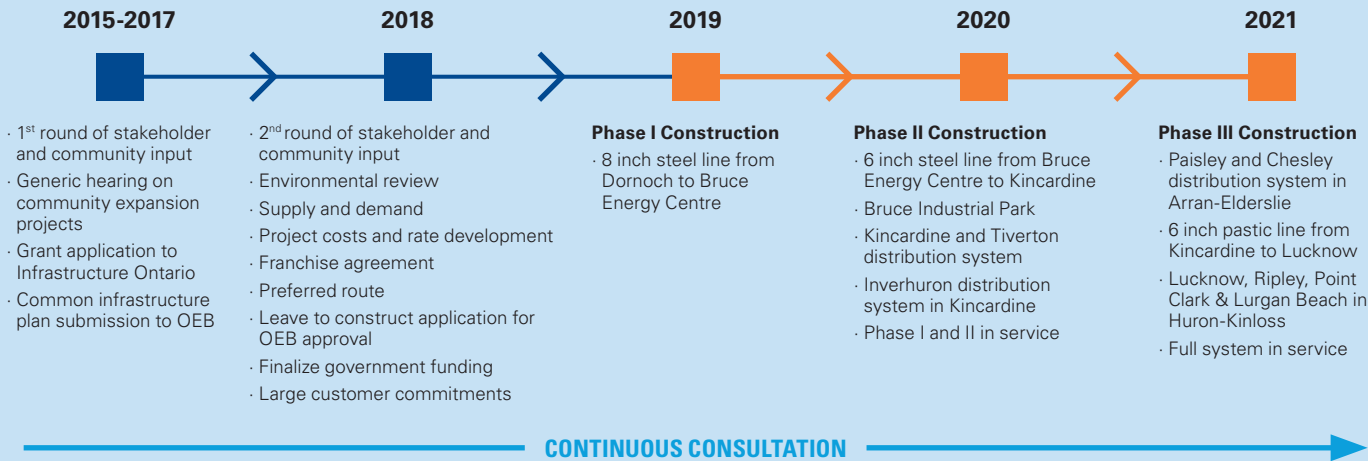 2015-2017
· 1st round of stakeholder
and community input
· Generic hearing on
community expansion
projects
· Grant application to
Infrastructure Ontario
· Common infrastructure
plan submission to OEB
2018
· 2nd round of stakeholder and
community input
· Environmental review
· Supply and demand
· Project costs and rate development
· Franchise agreement
· Preferred route
· Leave to construct application for
OEB approval
· Finalize government funding
· Large customer commitments
2019
Phase I Construction
· 8 inch steel line from
Dornoch to Bruce
Energy Centre
2020
Phase II Construction
· 6 inch steel line from Bruce
Energy Centre to Kincardine
· Bruce Industrial Park
· Kincardine and Tiverton
distribution system
· Inverhuron distribution
system in Kincardine
· Phase I and II in service
2021
Phase III Construction
· Paisley and Chesley
distribution system in
Arran-Elderslie
· 6 inch pastic line from
Kincardine to Lucknow
· Lucknow, Ripley, Point
Clark & Lurgan Beach in
Huron-Kinloss
· Full system in service
CONTINUOUS CONSULTATION